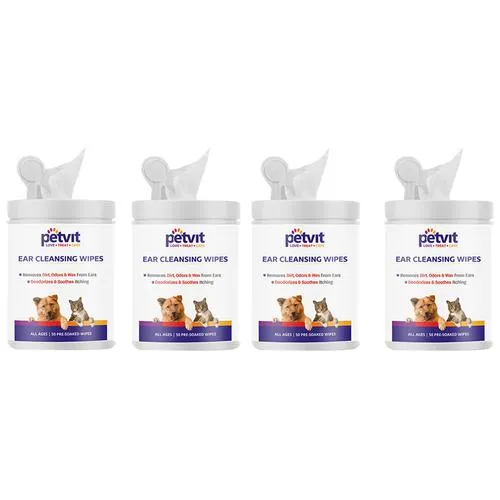 petvit
LOVE • TREAT • CARE
EAR CLEANSING WIPES
Removes Dirt, Odors & Wax From Ears
Deodorizes & Soothes Itching
ALL AGES | 50 PRE-SOAKED WIPES
petvit
LOVE • TREAT • CARE
EAR CLEANSING WIPES
Removes Dirt, Odors & Wax From Ears
Deodorizes & Soothes Itching
ALL AGES | 50 PRE-SOAKED WIPES
petvit
LOVE • TREAT • CARE
EAR CLEANSING WIPES
Removes Dirt, Odors & Wax From Ears
Deodorizes & Soothes Itching
ALL AGES | 50 PRE-SOAKED WIPES
petvit
LOVE • TREAT • CARE
EAR CLEANSING WIPES
Removes Dirt, Odors & Wax From Ears
Deodorizes & Soothes Itching
ALL AGES | 50 PRE-SOAKED WIPES